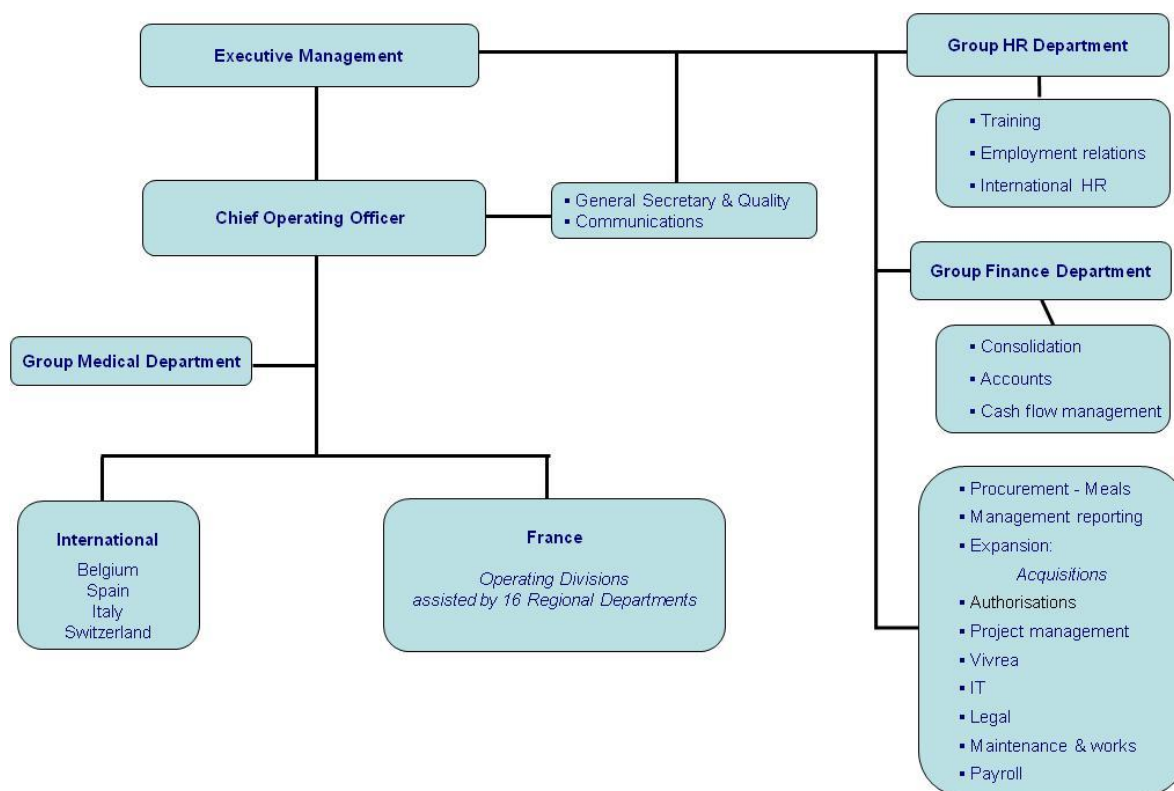 Executive Management
Group HR Department
▪ Training
▪ Employment relations
▪ International HR
Chief Operating Officer
▪ General Secretary & Quality
▪ Communications
Group Finance Department
▪ Consolidation
▪ Accounts
▪ Cash flow management
Group Medical Department
International
Belgium
Spain
Italy
Switzerland
France
Operating Divisions
assisted by 16 Regional Departments
▪ Procurement - Meals
▪ Management reporting
▪ Expansion:
Acquisitions
▪ Authorisations
▪ Project management
▪ Vivrea
▪ IT
▪ Legal
▪ Maintenance & works
▪ Payroll